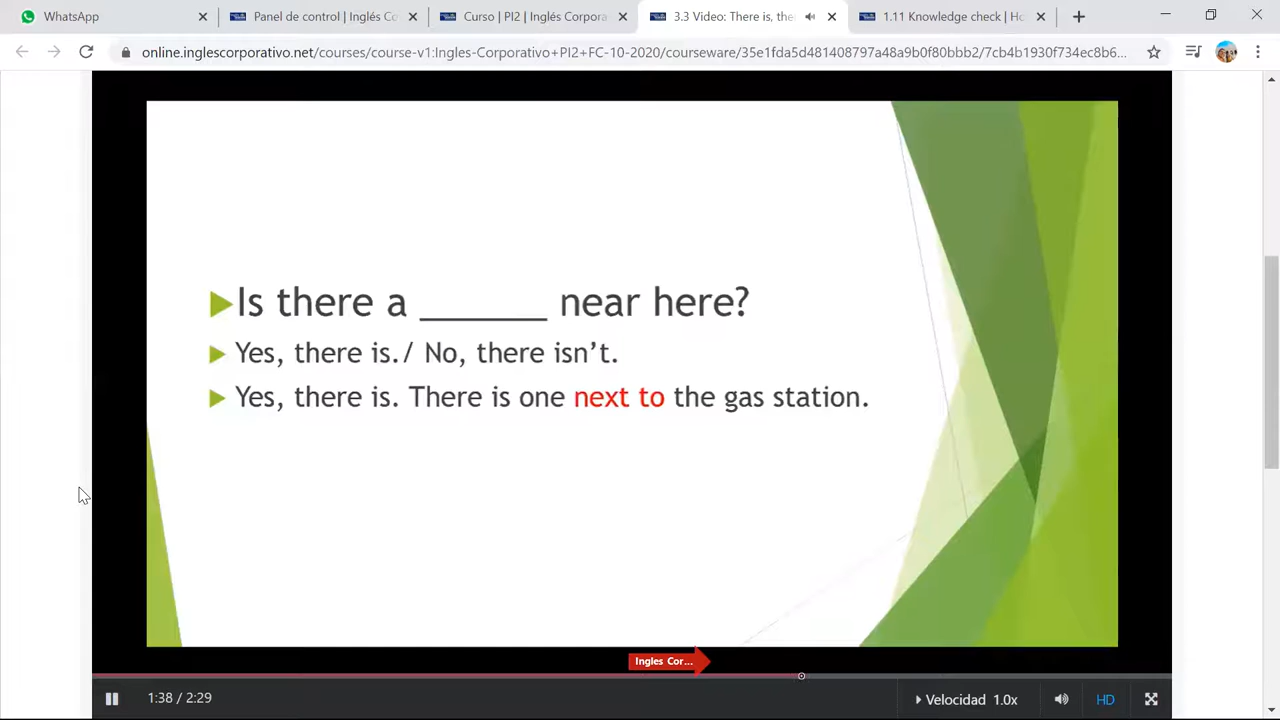 WhatsApp
Panel de control | Inglés Co
Curso | PI2 | Inglés Corpora
3.3 Video: There is, the
1.11 Knowledge check | Ho
online.inglescorporativo.net/courses/course-v1:Ingles-Corporativo+PI2+FC-10-2020/courseware/35e1fda5d481408797a48a9b0f80bbb2/7cb4b1930f734ec8b6...
Is there a ______ near here?
Yes, there is./ No, there isn't.
Yes, there is. There is one next to the gas station.
Ingles Cor...
1:38 / 2:29
Velocidad 1.0x
HD